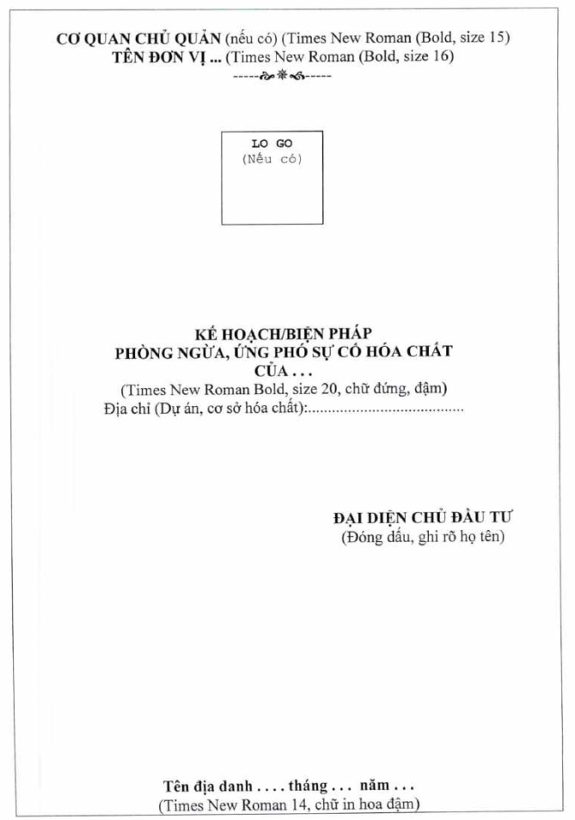 CƠ QUAN CHỦ QUẢN (nếu có) (Times New Roman (Bold, size 15)
TÊN ĐƠN VỊ ... (Times New Roman (Bold, size 16)
LO GO
(Nếu có)
KẾ HOẠCH/BIỆN PHÁP
PHÒNG NGỪA, ỨNG PHÓ SỰ CỐ HÓA CHẤT
CỦA . . .
(Times New Roman Bold, size 20, chữ đứng, đậm)
Địa chỉ (Dự án, cơ sở hóa chất):.......................................
ĐẠI DIỆN CHỦ ĐẦU TƯ
(Đóng dấu, ghi rõ họ tên)
Tên địa danh . . . . tháng . . . năm . . .
(Times New Roman 14, chữ in hoa đậm)